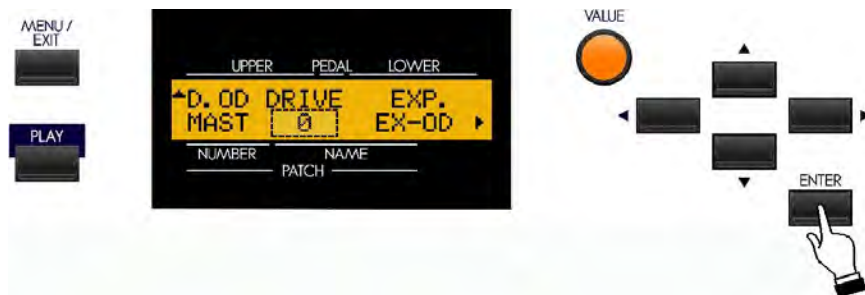 MENU /
EXIT
PLAY
UPPER PEDAL LOWER
D. OD DRIVE EXP.
MAST 0 EX-OD
NUMBER NAME
PATCH
VALUE
ENTER